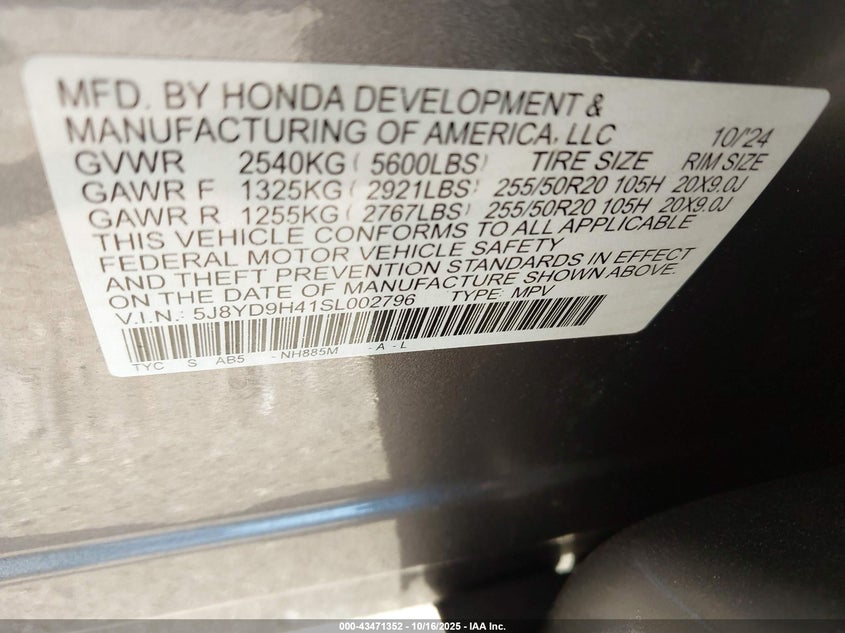 MFD. BY HONDA DEVELOPMENT &
MANUFACTURING OF AMERICA, LLC 10/'24
GVWR 2540KG ( 5600LBS) TIRE SIZE RIM SIZE
GAWR F 1325KG ( 2921LBS) 255/50R20 105H 20X9.0J
GAWR R 1255KG ( 2767LBS) 255/50R20 105H 20X9.0J
THIS VEHICLE CONFORMS TO ALL APPLICABLE
FEDERAL MOTOR VEHICLE SAFETY
AND THEFT PREVENTION STANDARDS IN EFFECT
ON THE DATE OF MANUFACTURE SHOWN ABOVE.
V.I.N.: 5J8YD9H41SL002796 TYPE: MPV
TYC S AB5 -NH885M -A -L
000-43471352 - 10/16/2025 - IAA Inc.